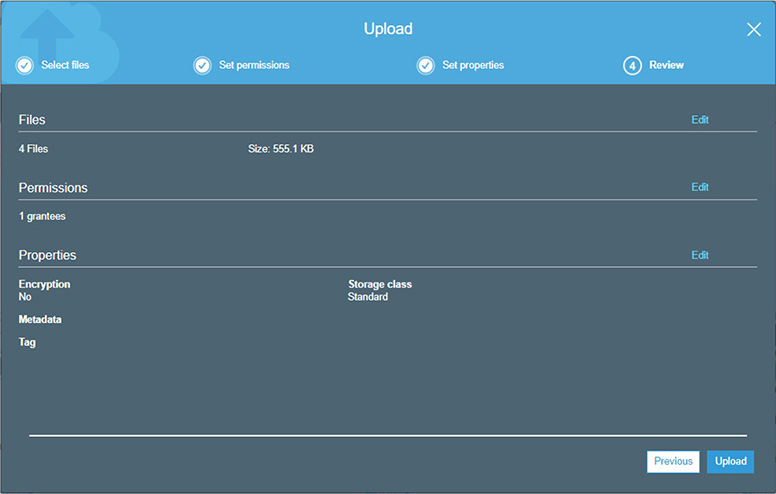 Upload
Select files
Set permissions
Set properties
4 Review
Files Edit
4 Files Size: 555.1 KB
Permissions Edit
1 grantees
Properties Edit
Encryption Storage class
No Standard
Metadata
Tag
Previous Upload